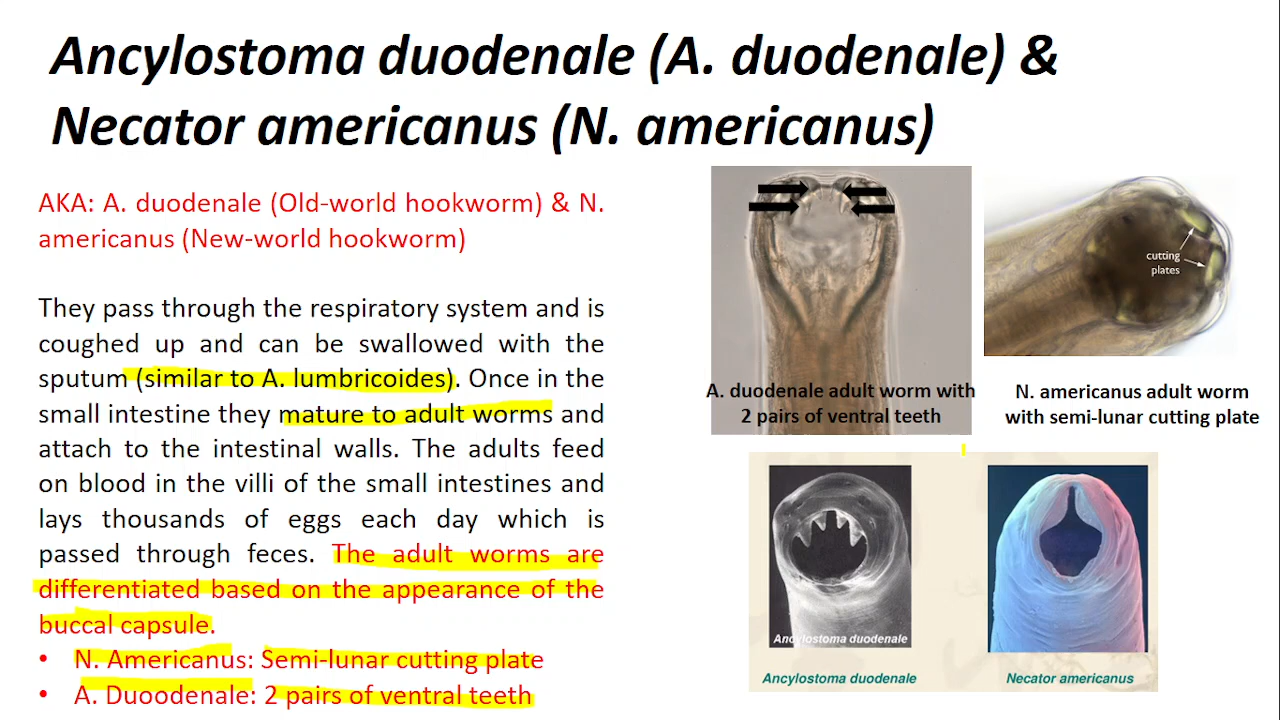 Ancylostoma duodenale (A. duodenale) &
Necator americanus (N. americanus)
AKA: A. duodenale (Old-world hookworm) & N.
americanus (New-world hookworm)
They pass through the respiratory system and is
coughed up and can be swallowed with the
sputum (similar to A. lumbricoides). Once in the
small intestine they mature to adult worms and
attach to the intestinal walls. The adults feed
on blood in the villi of the small intestines and
lays thousands of eggs each day which is
passed through feces. The adult worms are
differentiated based on the appearance of the
buccal capsule.
• N. Americanus: Semi-lunar cutting plate
• A. Duoodenale: 2 pairs of ventral teeth
A. duodenale adult worm with
2 pairs of ventral teeth
cutting
plates
N. americanus adult worm
with semi-lunar cutting plate
Ancylostoma duodenale
Ancylostoma duodenale
Necator americanus